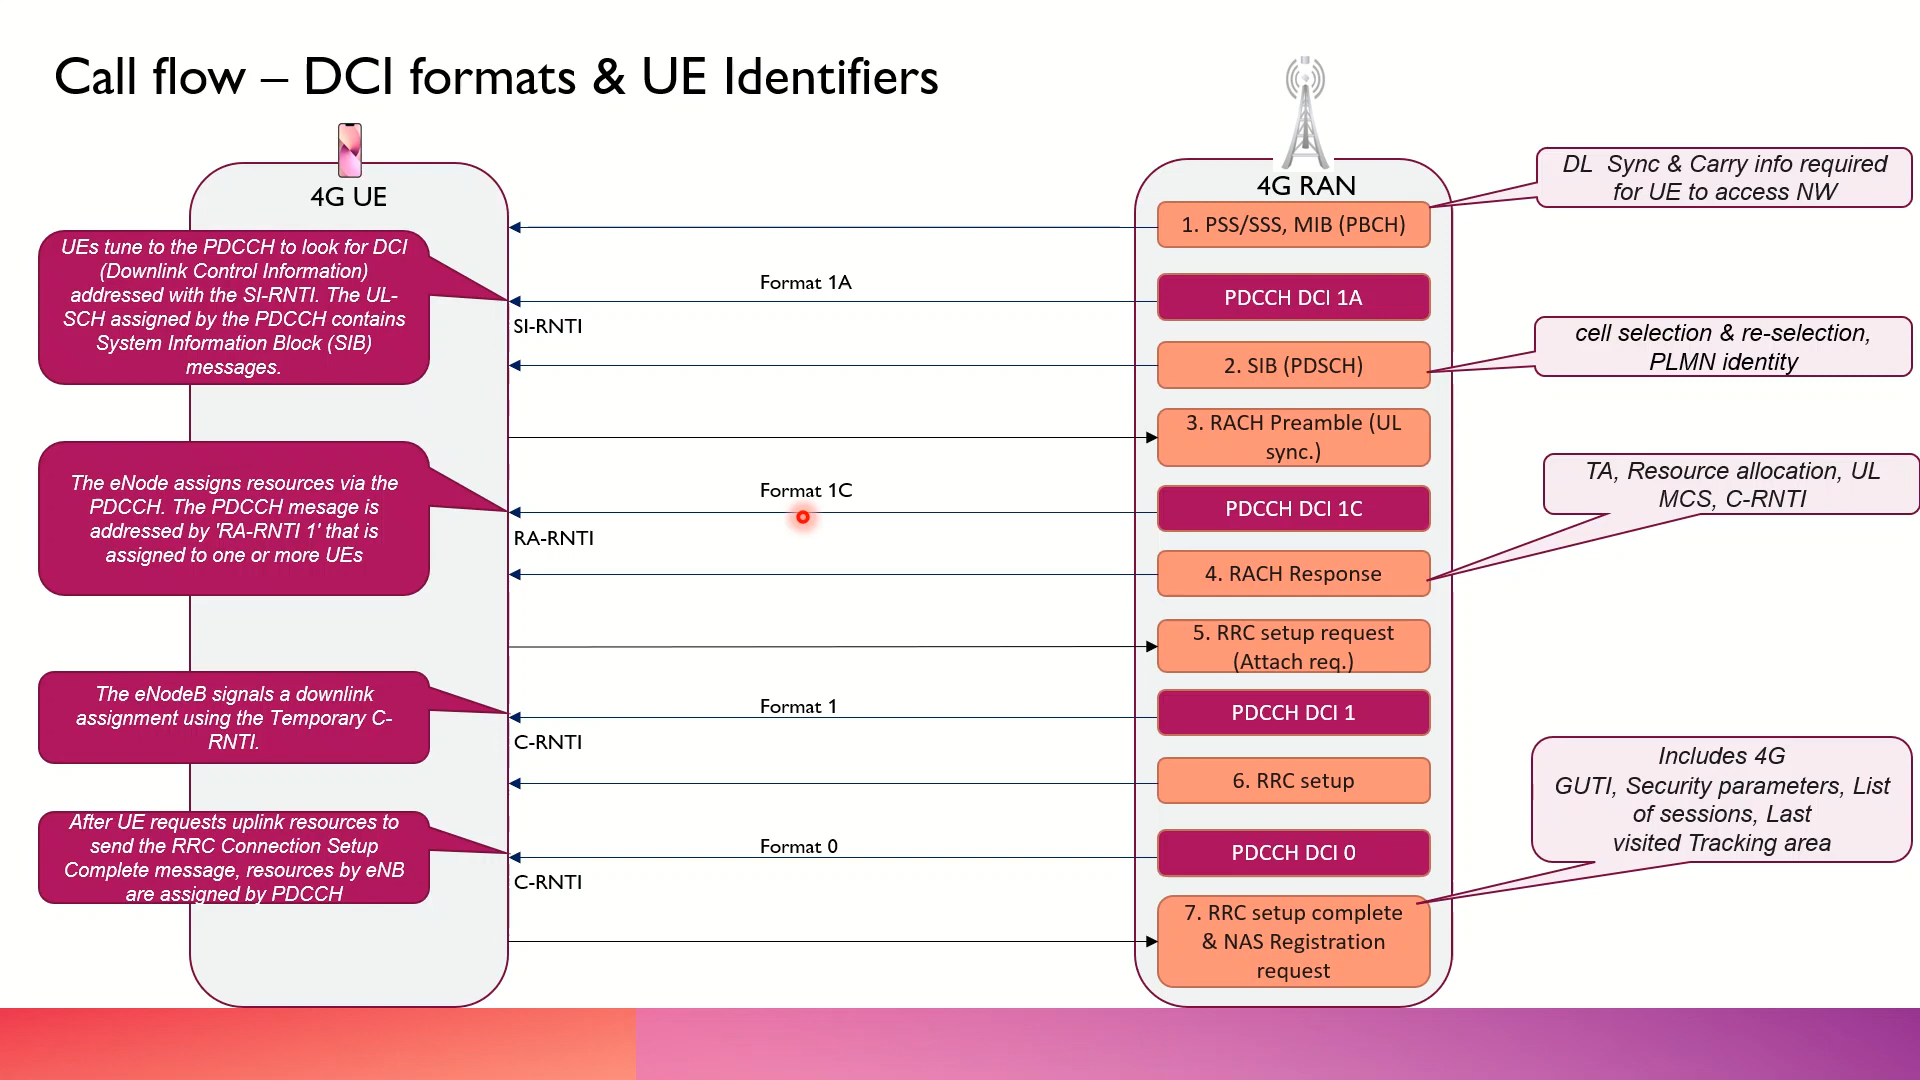 Call flow – DCI formats & UE Identifiers
4G UE
4G RAN
DL  Sync & Carry info required
for UE to access NW
1. PSS/SSS, MIB (PBCH)
UEs tune to the PDCCH to look for DCI
(Downlink Control Information)
addressed with the SI-RNTI. The UL-
SCH assigned by the PDCCH contains
System Information Block (SIB)
messages.
Format 1A
PDCCH DCI 1A
SI-RNTI
2. SIB (PDSCH)
cell selection & re-selection,
PLMN identity
3. RACH Preamble (UL
sync.)
The eNode assigns resources via the
PDCCH. The PDCCH mesage is
addressed by 'RA-RNTI 1' that is
assigned to one or more UEs
Format 1C
PDCCH DCI 1C
RA-RNTI
TA, Resource allocation, UL
MCS, C-RNTI
4. RACH Response
5. RRC setup request
(Attach req.)
The eNodeB signals a downlink
assignment using the Temporary C-
RNTI.
Format 1
PDCCH DCI 1
C-RNTI
6. RRC setup
Includes 4G
GUTI, Security parameters, List
of sessions, Last
visited Tracking area
After UE requests uplink resources to
send the RRC Connection Setup
Complete message, resources by eNB
are assigned by PDCCH
Format 0
PDCCH DCI 0
C-RNTI
7. RRC setup complete
& NAS Registration
request